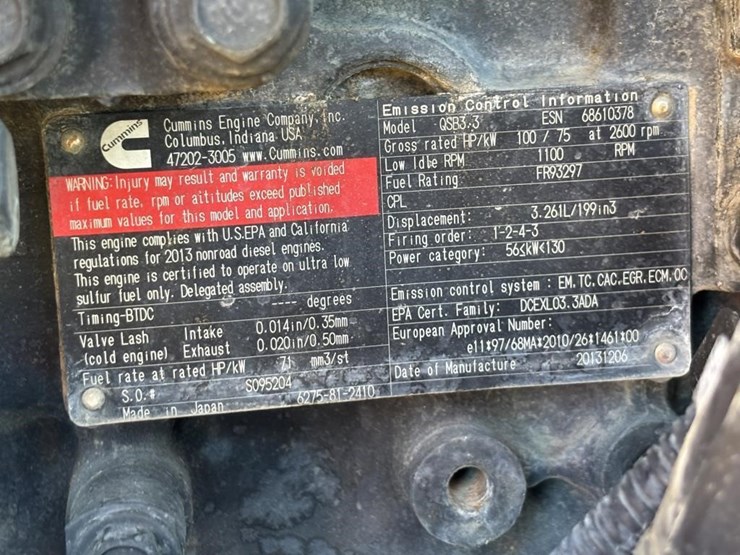 Cummins
Cummins Engine Company, Inc.
Columbus, Indiana USA
47202-3005 www.Cummins.com
WARNING:Injury may result and warranty is voided
if fuel rate, rpm or altitudes exceed published
maximum values for this model and application.
This engine complies with U.S.EPA and California
regulations for 2013 nonroad diesel engines.
This engine is certified to operate on ultra low
sulfur fuel only. Delegated assembly.
Timing-BTDC ---- degrees
Valve Lash Intake 0.014in/0.35mm
(cold engine) Exhaust 0.020in/0.50mm
Fuel rate at rated HP/kW 71 mm3/st
S.O.# S095204
Made in Japan 6275-81-2410
Emission Control Information
Model QSB3.3 ESN 68610378
Gross rated HP/kW 100 / 75 at 2600 rpm
Low Idle RPM 1100 RPM
Fuel Rating FR93297
CPL
Displacement: 3.261L/199in3
Firing order: 1-2-4-3
Power category: 56≤kW<130
Emission control system : EM,TC,CAC,EGR,ECM,OC
EPA Cert. Family: DCEXL03.3ADA
European Approval Number:
e11*97/68MA*2010/26*1461*00
Date of Manufacture 20131206